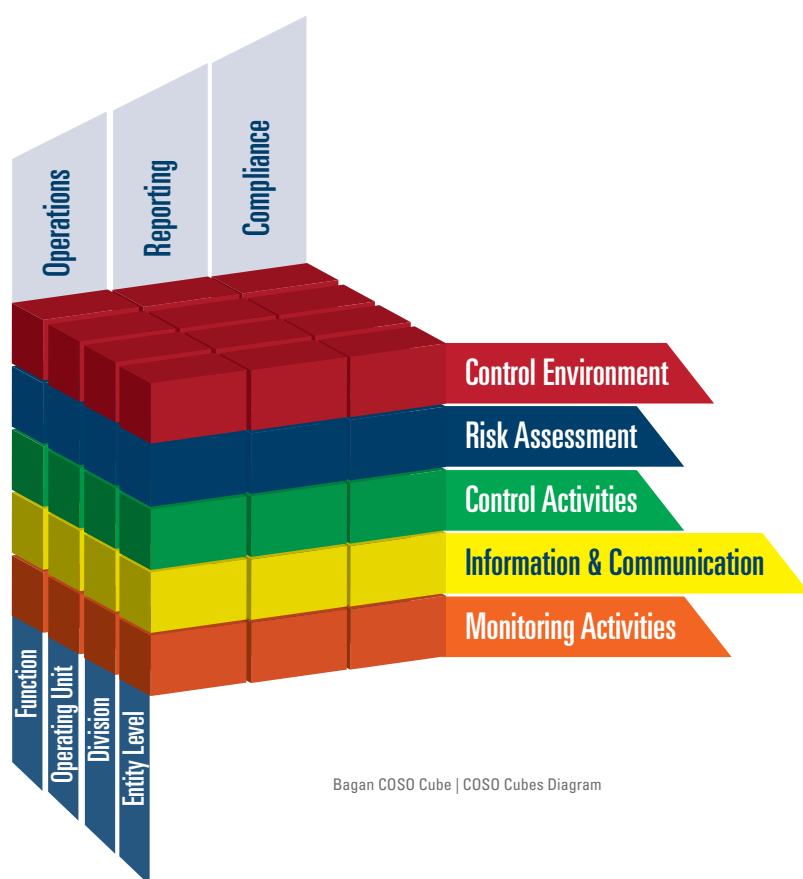 Operations
Reporting
Compliance
Control Environment
Risk Assessment
Control Activities
Information & Communication
Monitoring Activities
Function
Operating Unit
Division
Entity Level
Bagan COSO Cube | COSO Cubes Diagram